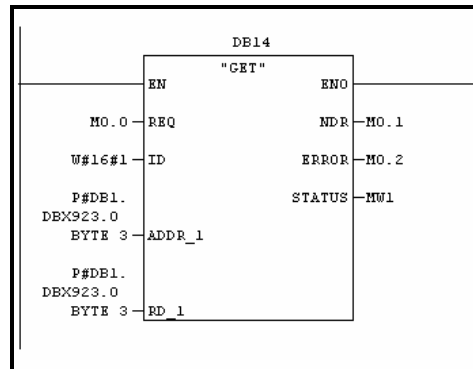 DB14
"GET"
EN ENO
M0.0 REQ NDR M0.1
W#16#1 ID ERROR M0.2
P#DB1. STATUS MW1
DBX923.0
BYTE 3 ADDR_1
P#DB1.
DBX923.0
BYTE 3 RD_1